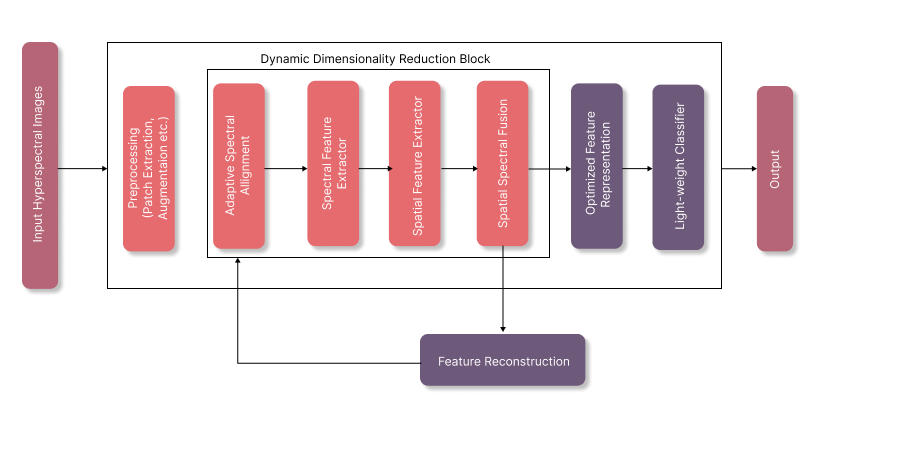 Dynamic Dimensionality Reduction Block
Input Hyperspectral Images
Preprocessing
(Patch Extraction,
Augmentaion etc.)
Adaptive Spectral
Allignment
Spectral Feature
Extractor
Spatial Feature Extractor
Spatial Spectral Fusion
Optimized Feature
Representation
Light-weight Classifier
Output
Feature Reconstruction